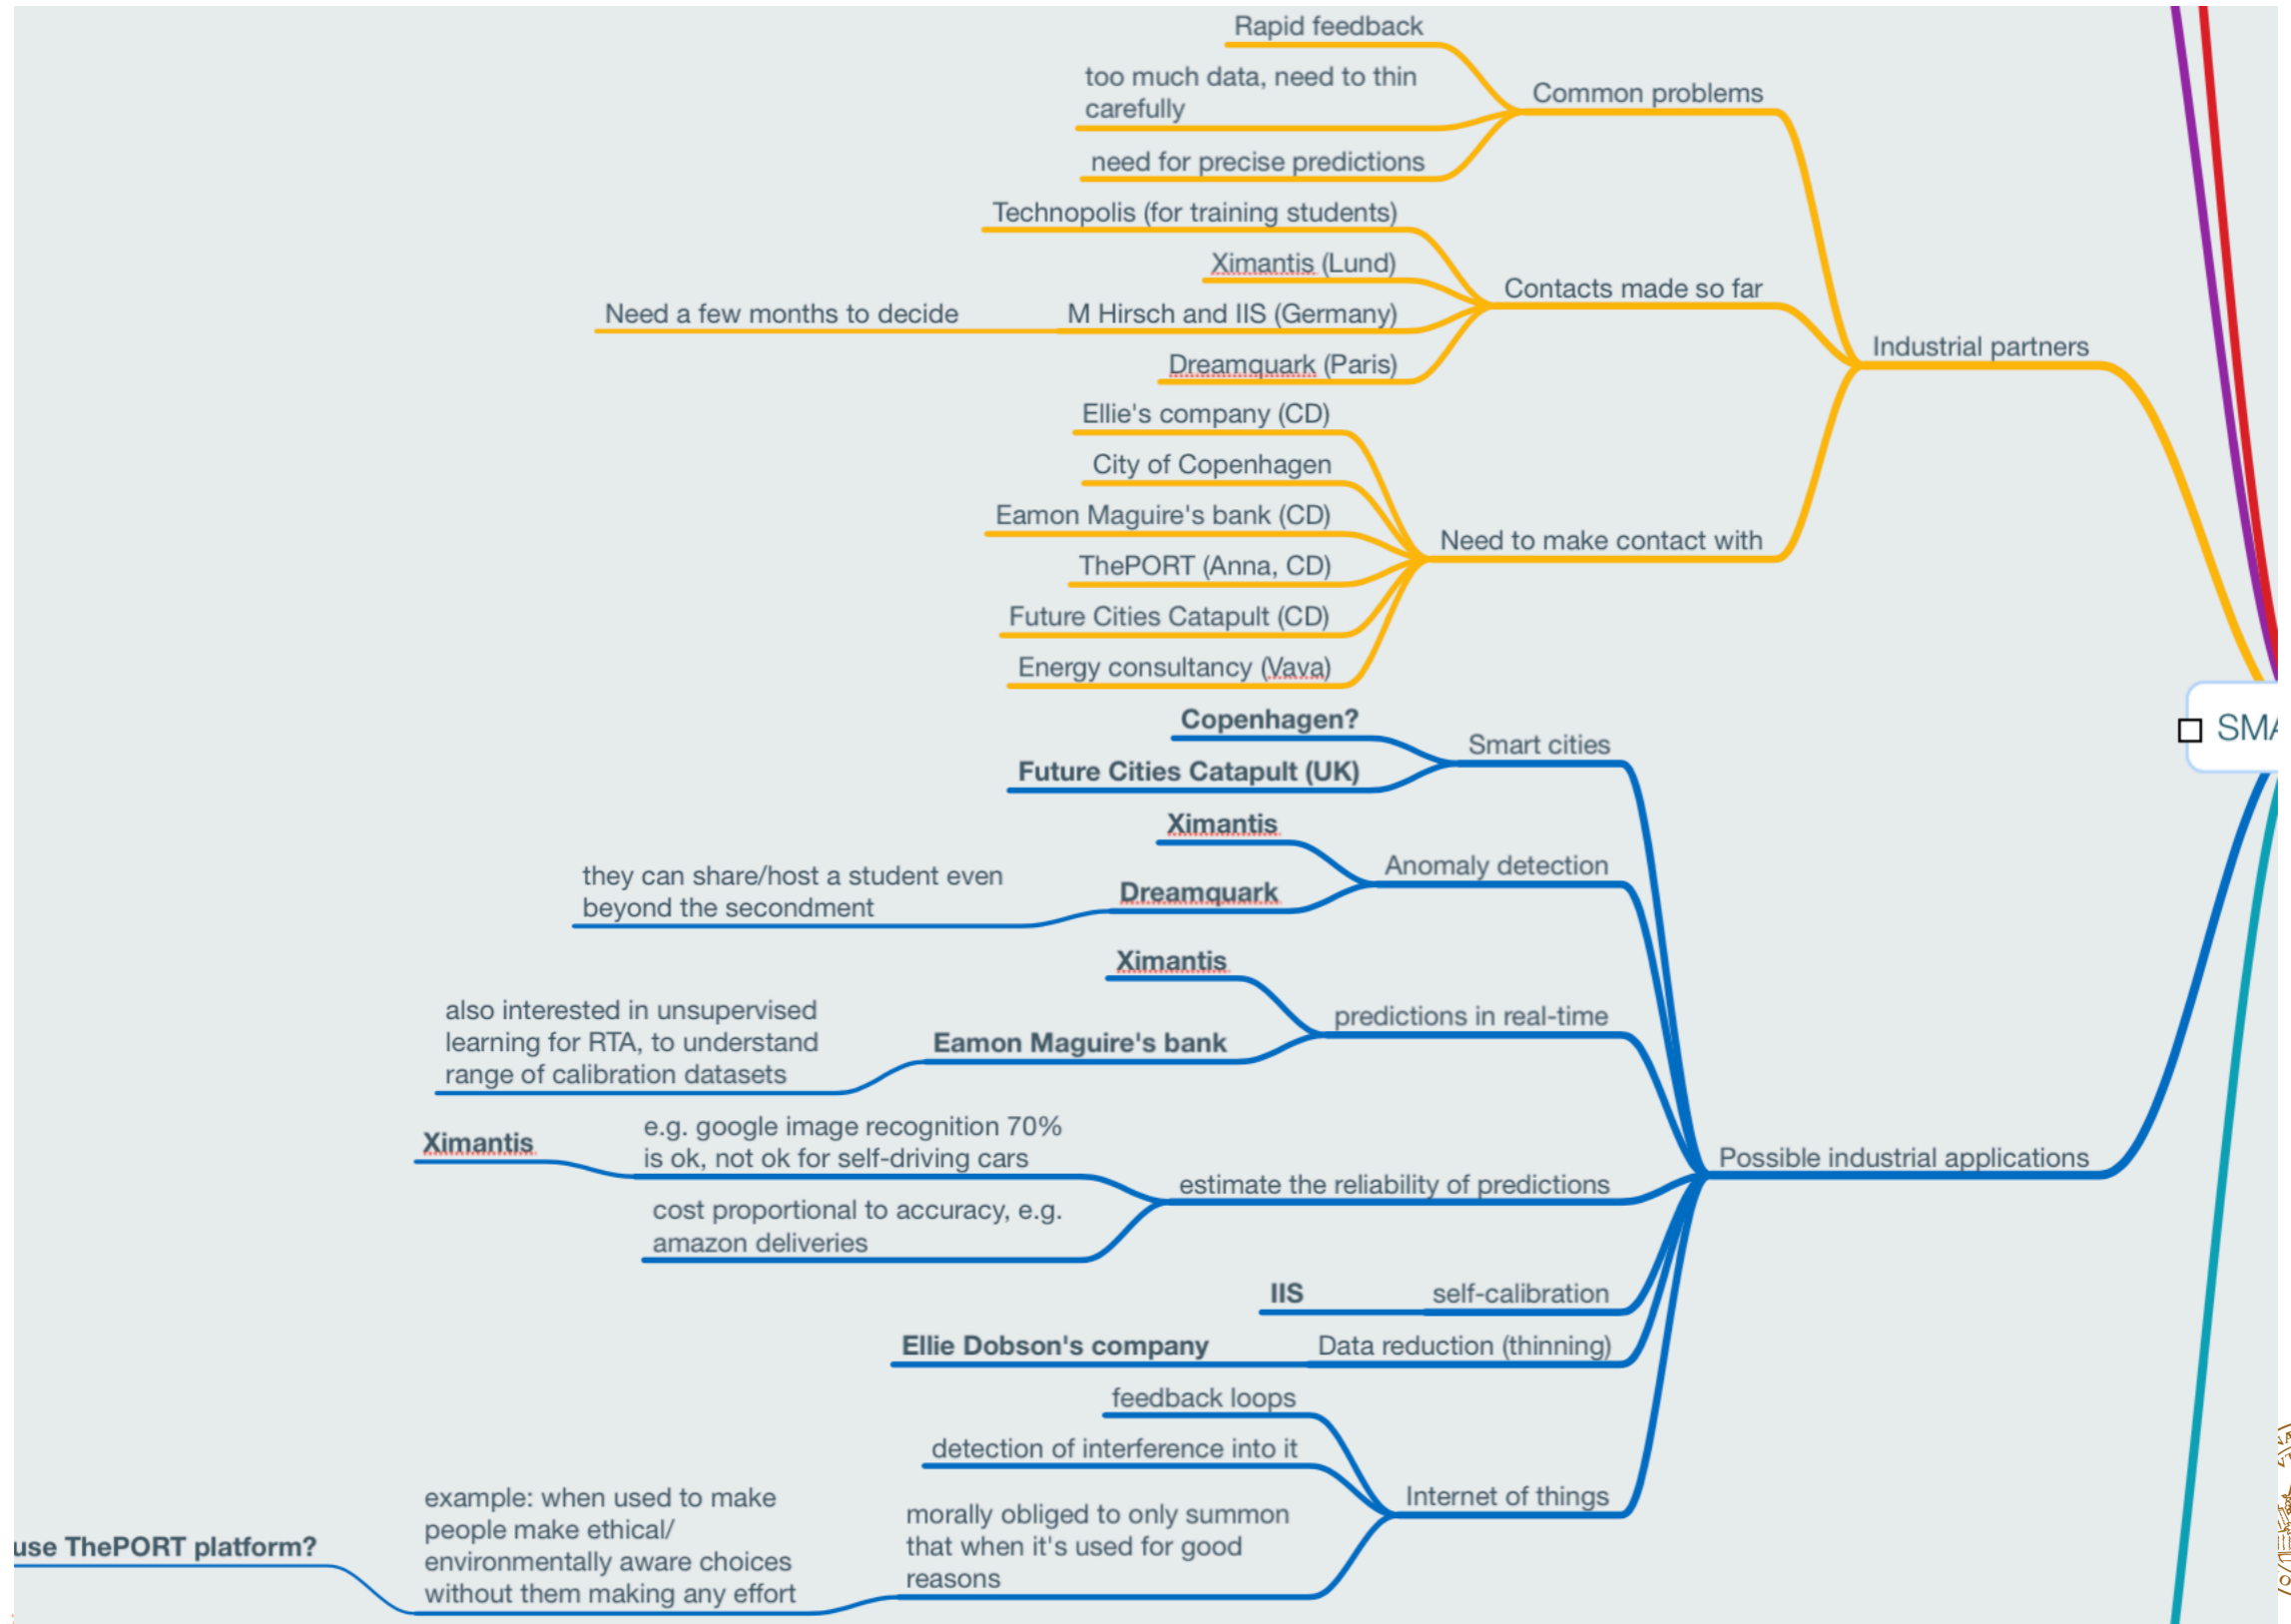 Rapid feedback
too much data, need to thin
carefully
need for precise predictions
Common problems
Technopolis (for training students)
Ximantis (Lund)
Need a few months to decide
M Hirsch and IIS (Germany)
Dreamquark (Paris)
Contacts made so far
Industrial partners
Ellie's company (CD)
City of Copenhagen
Eamon Maguire's bank (CD)
ThePORT (Anna, CD)
Future Cities Catapult (CD)
Energy consultancy (Vava)
Need to make contact with
SMA
Copenhagen?
Future Cities Catapult (UK)
Smart cities
Ximantis
Anomaly detection
they can share/host a student even
beyond the secondment
Dreamquark
Ximantis
predictions in real-time
also interested in unsupervised
learning for RTA, to understand
range of calibration datasets
Eamon Maguire's bank
Ximantis
e.g. google image recognition 70%
is ok, not ok for self-driving cars
estimate the reliability of predictions
cost proportional to accuracy, e.g.
amazon deliveries
Possible industrial applications
IIS
self-calibration
Ellie Dobson's company
Data reduction (thinning)
feedback loops
detection of interference into it
Internet of things
morally obliged to only summon
that when it's used for good
reasons
example: when used to make
people make ethical/
environmentally aware choices
without them making any effort
use ThePORT platform?